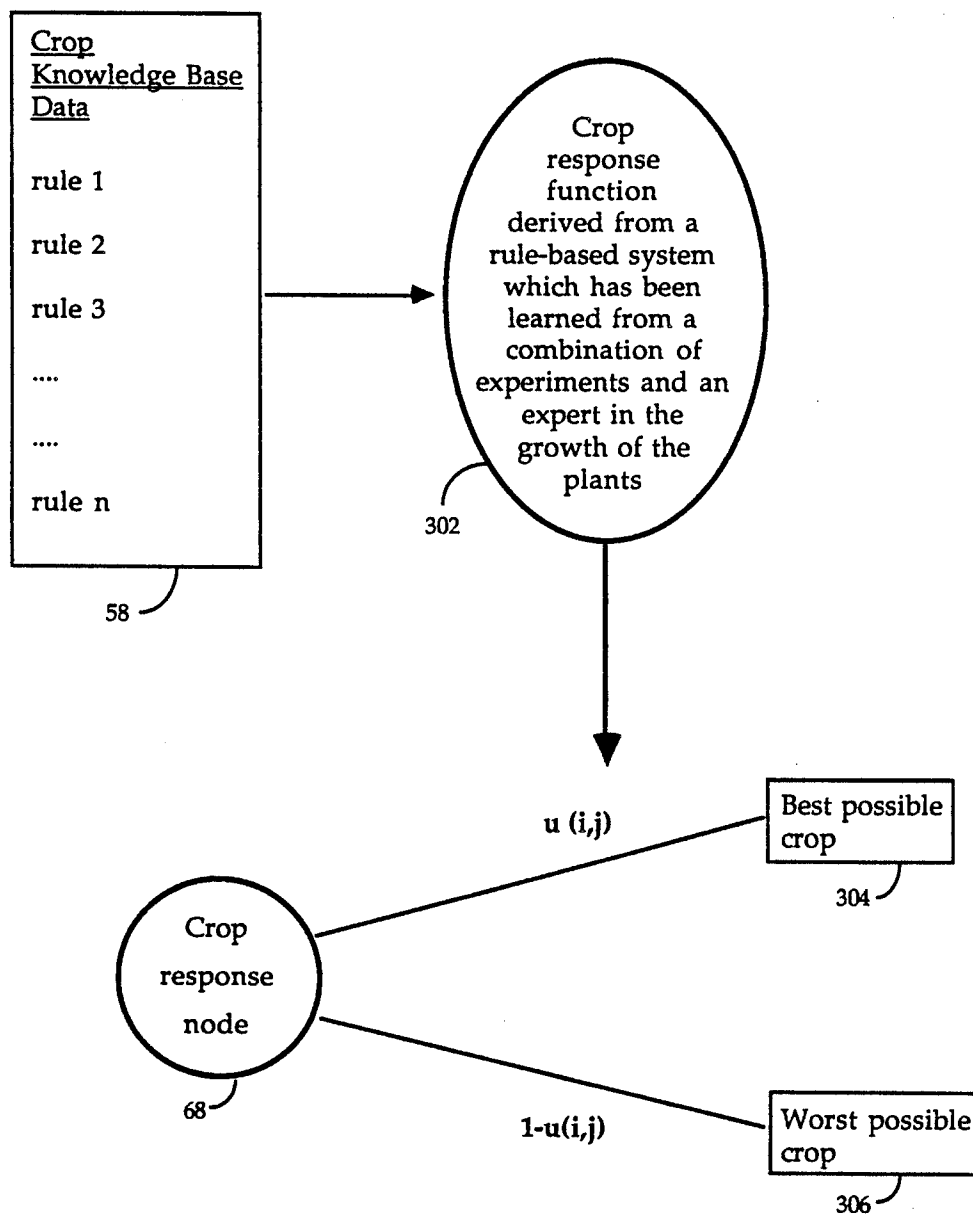 Crop
Knowledge Base
Data
rule 1
rule 2
rule 3
....
....
rule n
58
Crop
response
function
derived from a
rule-based system
which has been
learned from a
combination of
experiments and an
expert in the
growth of the
plants
302
u (i,j)
Best possible
crop
304
Crop
response
node
68
1-u(i,j)
Worst possible
crop
306